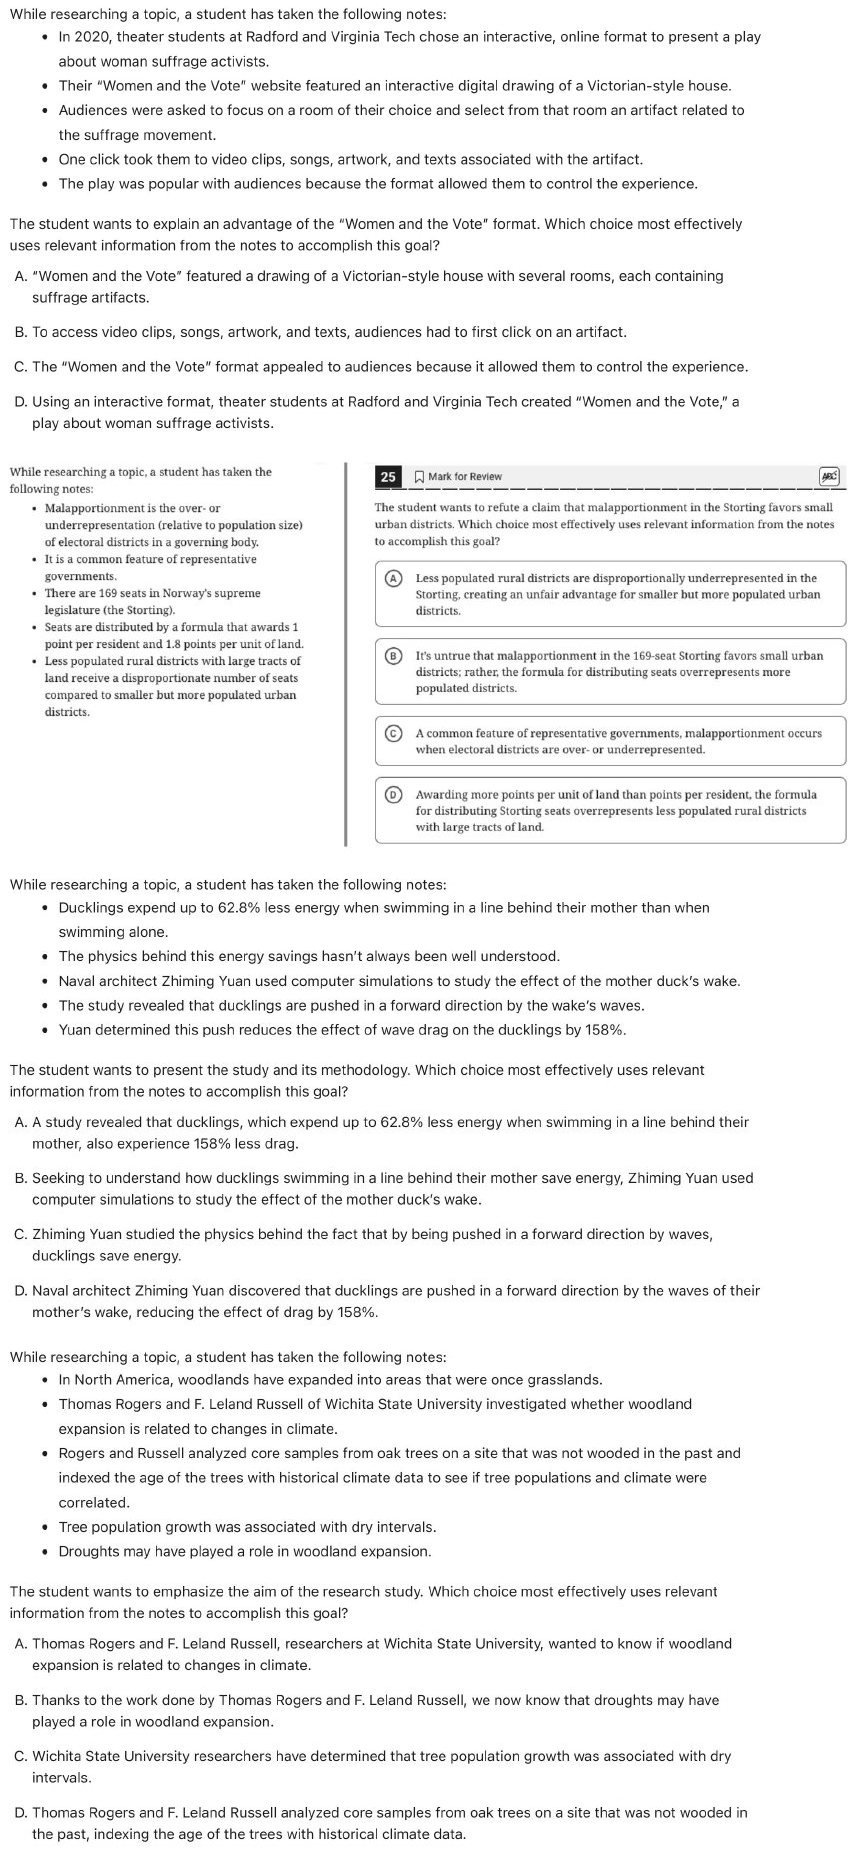 While researching a topic, a student has taken the following notes:
• In 2020, theater students at Radford and Virginia Tech chose an interactive, online format to present a play
about woman suffrage activists.
• Their “Women and the Vote” website featured an interactive digital drawing of a Victorian-style house.
• Audiences were asked to focus on a room of their choice and select from that room an artifact related to
the suffrage movement.
• One click took them to video clips, songs, artwork, and texts associated with the artifact.
• The play was popular with audiences because the format allowed them to control the experience.
The student wants to explain an advantage of the “Women and the Vote” format. Which choice most effectively
uses relevant information from the notes to accomplish this goal?
A. “Women and the Vote” featured a drawing of a Victorian-style house with several rooms, each containing
suffrage artifacts.
B. To access video clips, songs, artwork, and texts, audiences had to first click on an artifact.
C. The “Women and the Vote” format appealed to audiences because it allowed them to control the experience.
D. Using an interactive format, theater students at Radford and Virginia Tech created “Women and the Vote,” a
play about woman suffrage activists.
While researching a topic, a student has taken the
following notes:
• Malapportionment is the over- or
underrepresentation (relative to population size)
of electoral districts in a governing body.
• It is a common feature of representative
governments.
• There are 169 seats in Norway's supreme
legislature (the Storting).
• Seats are distributed by a formula that awards 1
point per resident and 1.8 points per unit of land.
• Less populated rural districts with large tracts of
land receive a disproportionate number of seats
compared to smaller but more populated urban
districts.
25 Mark for Review ABC
The student wants to refute a claim that malapportionment in the Storting favors small
urban districts. Which choice most effectively uses relevant information from the notes
to accomplish this goal?
A Less populated rural districts are disproportionally underrepresented in the
Storting, creating an unfair advantage for smaller but more populated urban
districts.
B It's untrue that malapportionment in the 169-seat Storting favors small urban
districts; rather, the formula for distributing seats overrepresents more
populated districts.
C A common feature of representative governments, malapportionment occurs
when electoral districts are over- or underrepresented.
D Awarding more points per unit of land than points per resident, the formula
for distributing Storting seats overrepresents less populated rural districts
with large tracts of land.
While researching a topic, a student has taken the following notes:
• Ducklings expend up to 62.8% less energy when swimming in a line behind their mother than when
swimming alone.
• The physics behind this energy savings hasn’t always been well understood.
• Naval architect Zhiming Yuan used computer simulations to study the effect of the mother duck’s wake.
• The study revealed that ducklings are pushed in a forward direction by the wake’s waves.
• Yuan determined this push reduces the effect of wave drag on the ducklings by 158%.
The student wants to present the study and its methodology. Which choice most effectively uses relevant
information from the notes to accomplish this goal?
A. A study revealed that ducklings, which expend up to 62.8% less energy when swimming in a line behind their
mother, also experience 158% less drag.
B. Seeking to understand how ducklings swimming in a line behind their mother save energy, Zhiming Yuan used
computer simulations to study the effect of the mother duck’s wake.
C. Zhiming Yuan studied the physics behind the fact that by being pushed in a forward direction by waves,
ducklings save energy.
D. Naval architect Zhiming Yuan discovered that ducklings are pushed in a forward direction by the waves of their
mother’s wake, reducing the effect of drag by 158%.
While researching a topic, a student has taken the following notes:
• In North America, woodlands have expanded into areas that were once grasslands.
• Thomas Rogers and F. Leland Russell of Wichita State University investigated whether woodland
expansion is related to changes in climate.
• Rogers and Russell analyzed core samples from oak trees on a site that was not wooded in the past and
indexed the age of the trees with historical climate data to see if tree populations and climate were
correlated.
• Tree population growth was associated with dry intervals.
• Droughts may have played a role in woodland expansion.
The student wants to emphasize the aim of the research study. Which choice most effectively uses relevant
information from the notes to accomplish this goal?
A. Thomas Rogers and F. Leland Russell, researchers at Wichita State University, wanted to know if woodland
expansion is related to changes in climate.
B. Thanks to the work done by Thomas Rogers and F. Leland Russell, we now know that droughts may have
played a role in woodland expansion.
C. Wichita State University researchers have determined that tree population growth was associated with dry
intervals.
D. Thomas Rogers and F. Leland Russell analyzed core samples from oak trees on a site that was not wooded in
the past, indexing the age of the trees with historical climate data.